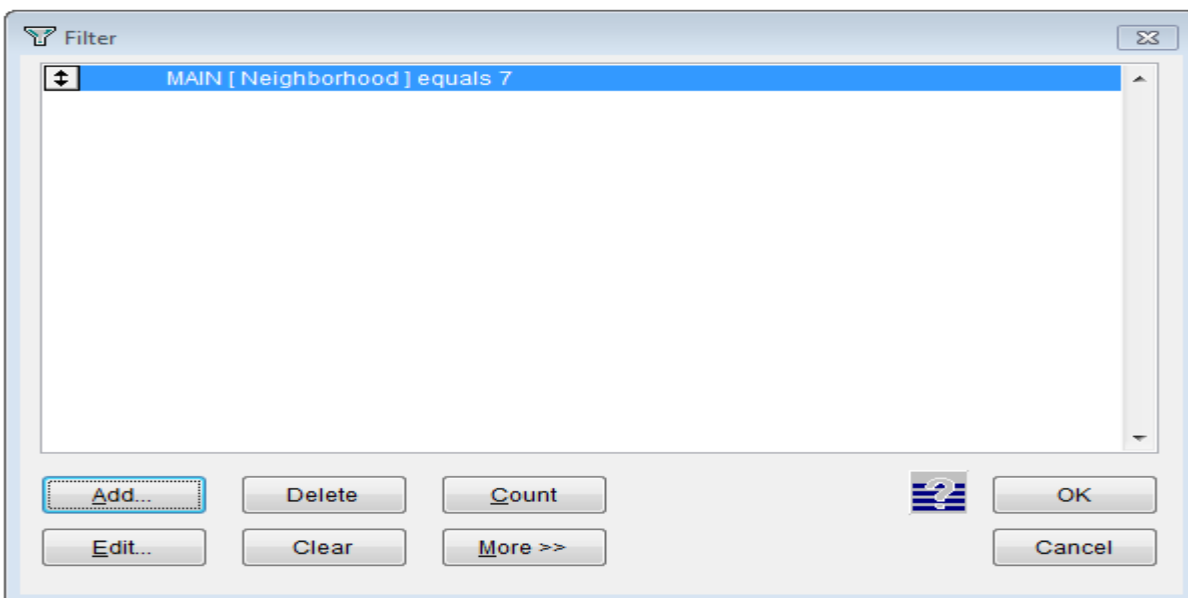 Filter
MAIN [ Neighborhood ] equals 7
Add... Delete Count OK
Edit... Clear More >> Cancel